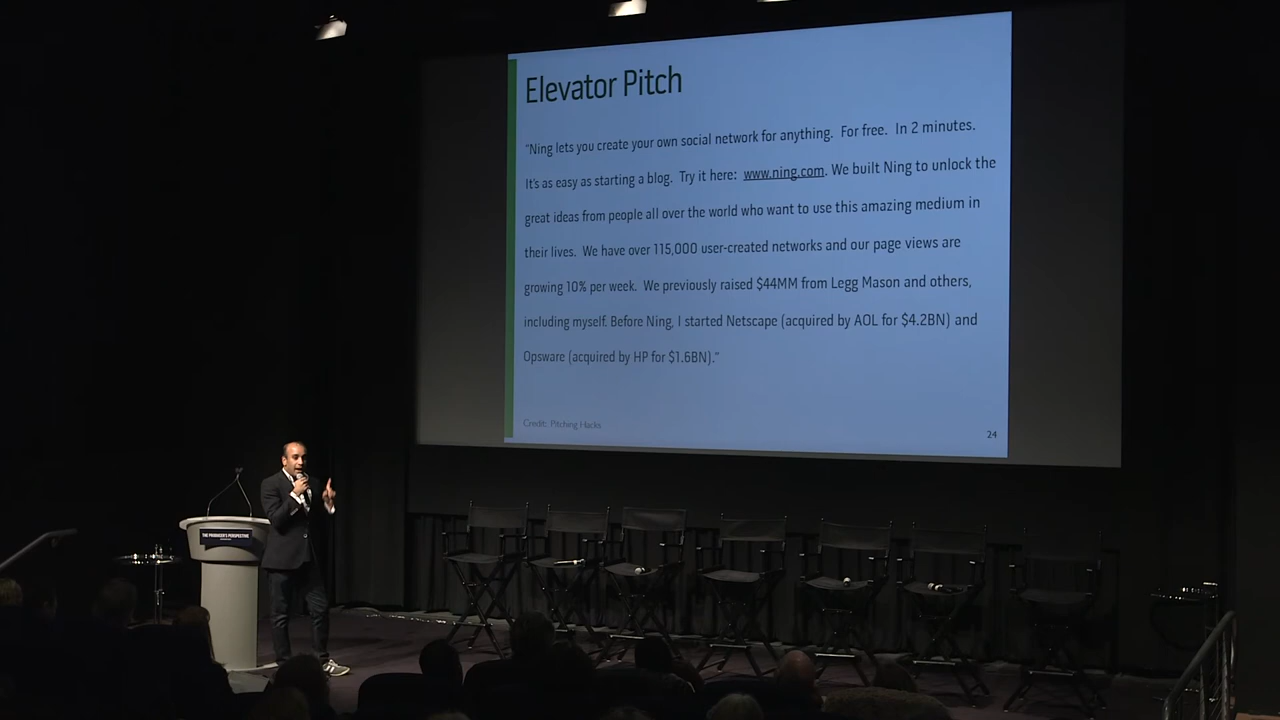 Elevator Pitch
"Ning lets you create your own social network for anything. For free. In 2 minutes.
It's as easy as starting a blog. Try it here: www.ning.com. We built Ning to unlock the
great ideas from people all over the world who want to use this amazing medium in
their lives. We have over 115,000 user-created networks and our page views are
growing 10% per week. We previously raised $44MM from Legg Mason and others,
including myself. Before Ning, I started Netscape (acquired by AOL for $4.2BN) and
Opsware (acquired by HP for $1.6BN)."
Credit: Pitching Hacks
24
THE PRODUCER'S PERSPECTIVE